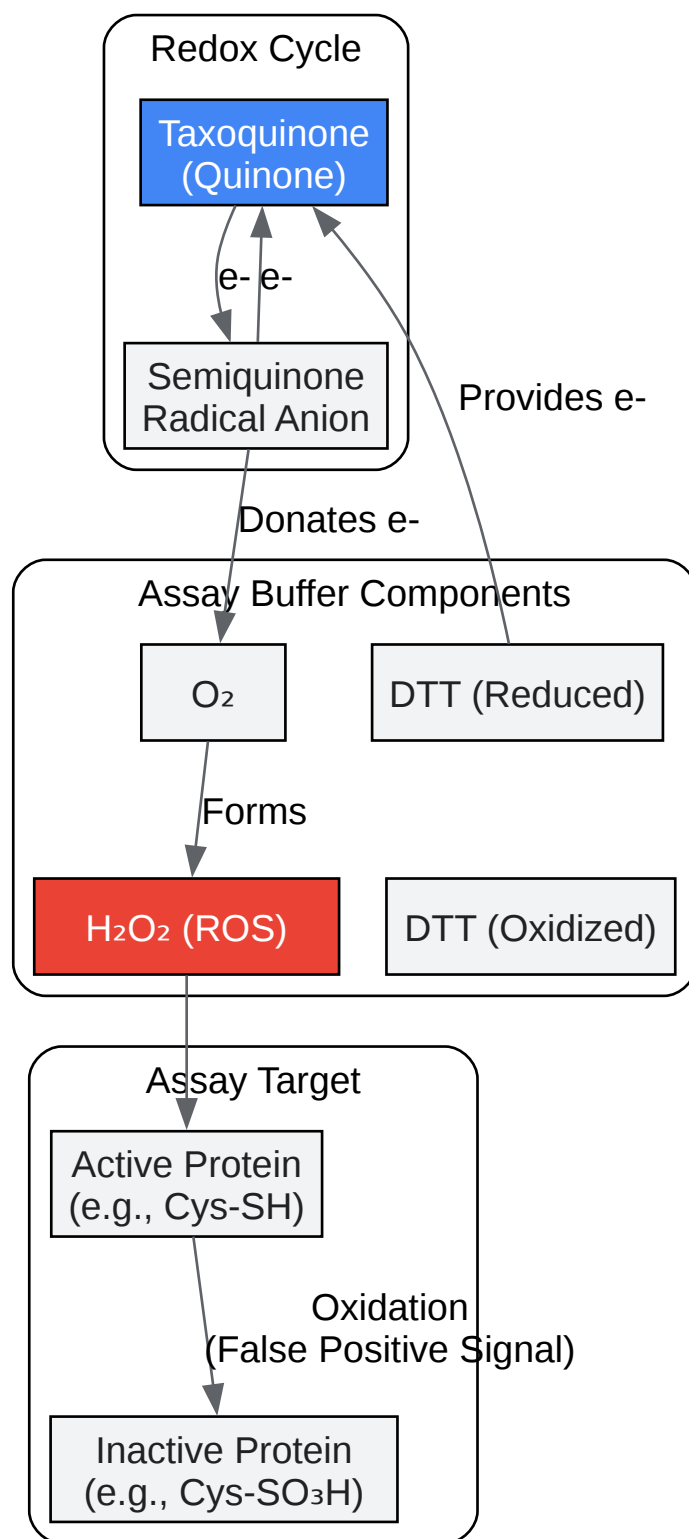 Redox Cycle
Taxoquinone
(Quinone)
e- e-
Semiquinone
Radical Anion
Provides e-
Donates e-
Assay Buffer Components
O₂
DTT (Reduced)
Forms
H₂O₂ (ROS)
DTT (Oxidized)
Assay Target
Active Protein
(e.g., Cys-SH)
Oxidation
(False Positive Signal)
Inactive Protein
(e.g., Cys-SO₃H)